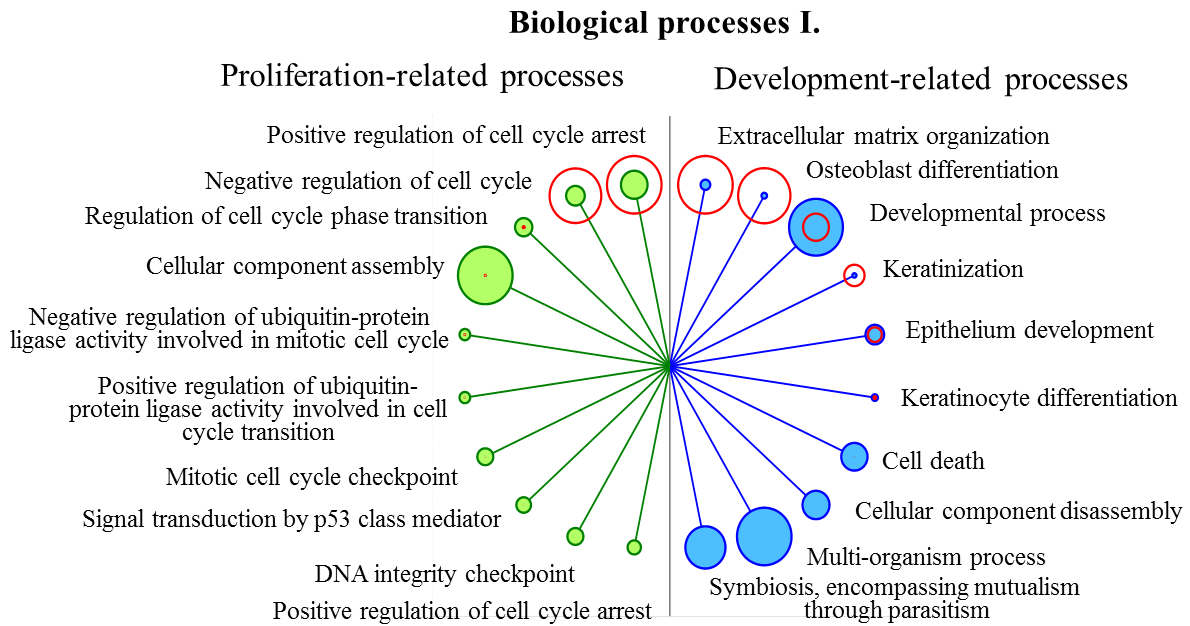 Biological processes I.
Proliferation-related processes
Development-related processes
Positive regulation of cell cycle arrest
Negative regulation of cell cycle
Regulation of cell cycle phase transition
Cellular component assembly
Negative regulation of ubiquitin-protein
ligase activity involved in mitotic cell cycle
Positive regulation of ubiquitin-
protein ligase activity involved in cell
cycle transition
Mitotic cell cycle checkpoint
Signal transduction by p53 class mediator
DNA integrity checkpoint
Positive regulation of cell cycle arrest
Extracellular matrix organization
Osteoblast differentiation
Developmental process
Keratinization
Epithelium development
Keratinocyte differentiation
Cell death
Cellular component disassembly
Multi-organism process
Symbiosis, encompassing mutualism
through parasitism